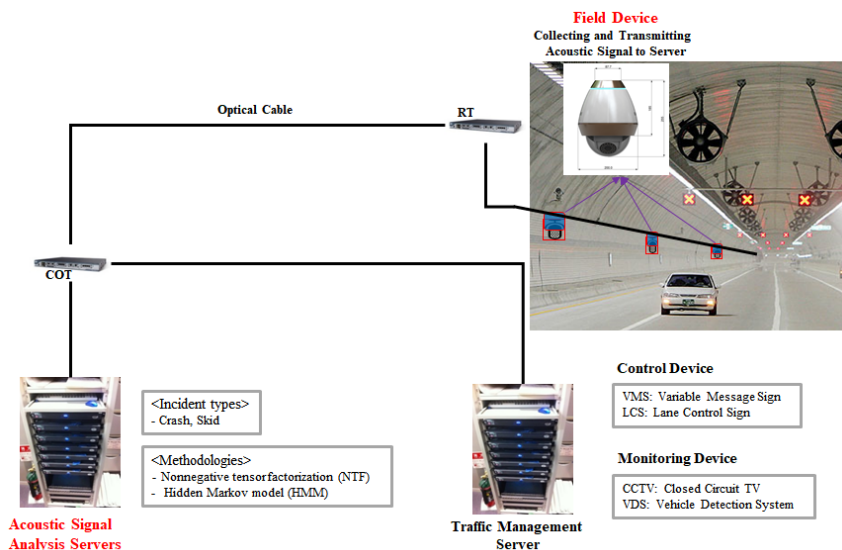 Field Device
Collecting and Transmitting
Acoustic Signal to Server
Optical Cable
RT
COT
<Incident types>
- Crash, Skid
<Methodologies>
- Nonnegative tensorfactorization (NTF)
- Hidden Markov model (HMM)
Acoustic Signal
Analysis Servers
Traffic Management
Server
Control Device
VMS: Variable Message Sign
LCS: Lane Control Sign
Monitoring Device
CCTV: Closed Circuit TV
VDS: Vehicle Detection System